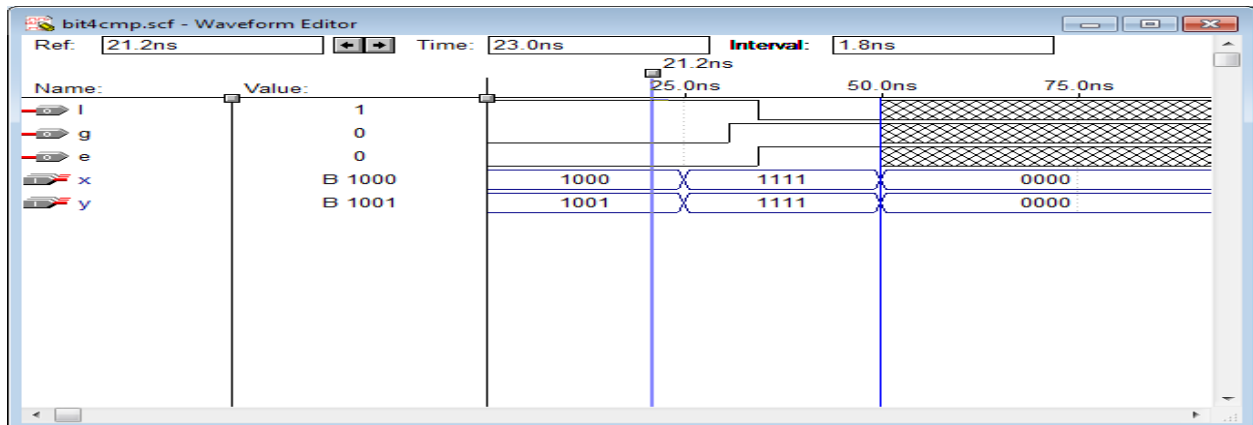 bit4cmp.scf - Waveform Editor
Ref: 21.2ns Time: 23.0ns Interval: 1.8ns
21.2ns
Name: Value: 25.0ns 50.0ns 75.0ns
l 1
g 0
e 0
x B 1000 1000 1111 0000
y B 1001 1001 1111 0000